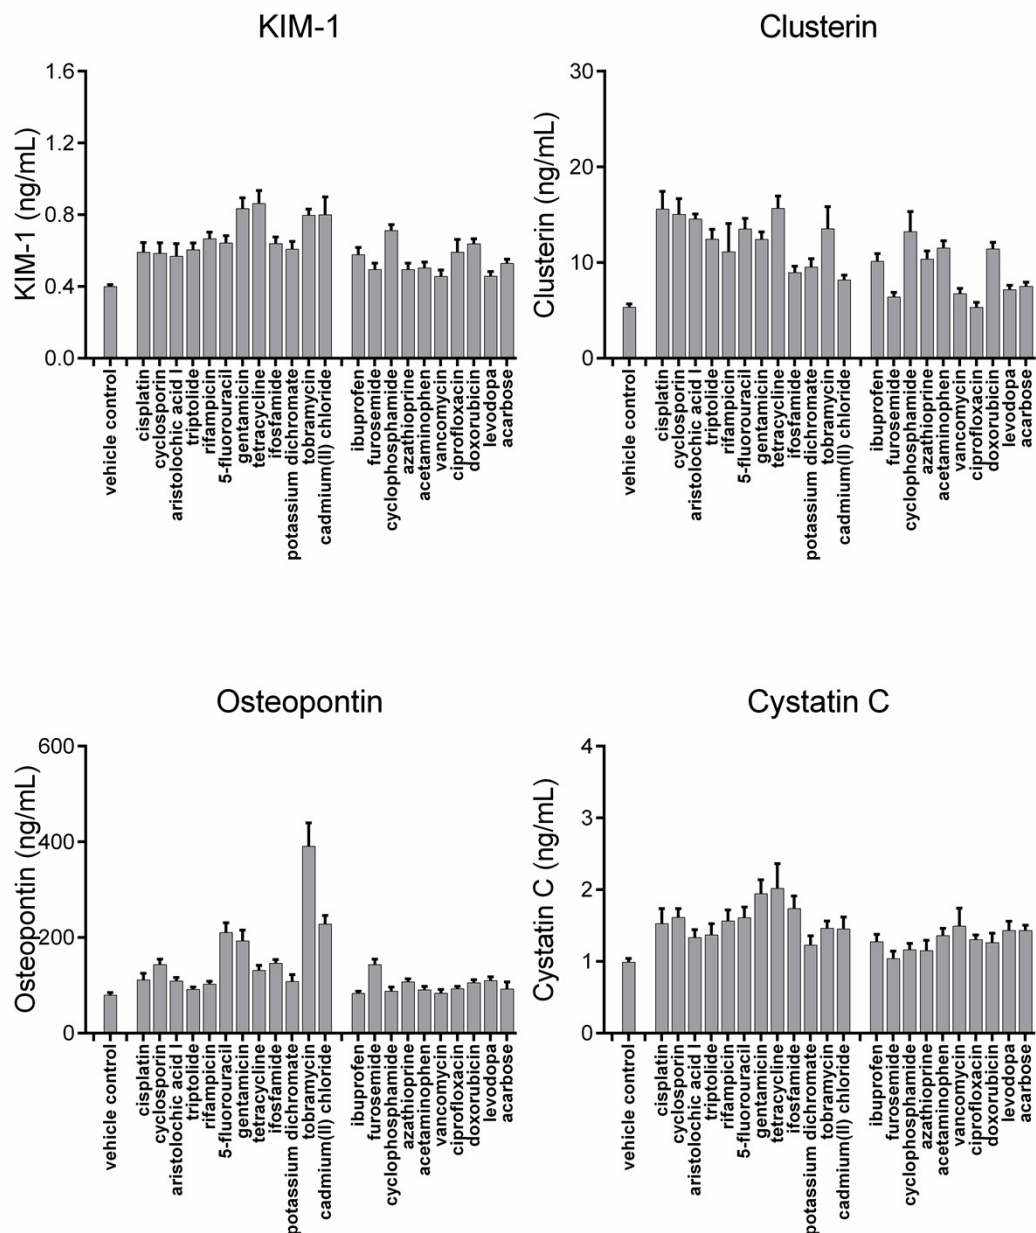 KIM-1
KIM-1 (ng/mL)
1.6
1.2
0.8
0.4
0.0
vehicle control
cisplatin
cyclosporin
aristolochic acid I
triptolide
rifampicin
5-fluorouracil
gentamicin
tetracycline
ifosfamide
potassium dichromate
tobramycin
cadmium(II) chloride
ibuprofen
furosemide
cyclophosphamide
azathioprine
acetaminophen
vancomycin
ciprofloxacin
doxorubicin
levodopa
acarbose
Clusterin
Clusterin (ng/mL)
30
20
10
0
vehicle control
cisplatin
cyclosporin
aristolochic acid I
triptolide
rifampicin
5-fluorouracil
gentamicin
tetracycline
ifosfamide
potassium dichromate
tobramycin
cadmium(II) chloride
ibuprofen
furosemide
cyclophosphamide
azathioprine
acetaminophen
vancomycin
ciprofloxacin
doxorubicin
levodopa
acarbose
Osteopontin
Osteopontin (ng/mL)
600
400
200
0
vehicle control
cisplatin
cyclosporin
aristolochic acid I
triptolide
rifampicin
5-fluorouracil
gentamicin
tetracycline
ifosfamide
potassium dichromate
tobramycin
cadmium(II) chloride
ibuprofen
furosemide
cyclophosphamide
azathioprine
acetaminophen
vancomycin
ciprofloxacin
doxorubicin
levodopa
acarbose
Cystatin C
Cystatin C (ng/mL)
4
3
2
1
0
vehicle control
cisplatin
cyclosporin
aristolochic acid I
triptolide
rifampicin
5-fluorouracil
gentamicin
tetracycline
ifosfamide
potassium dichromate
tobramycin
cadmium(II) chloride
ibuprofen
furosemide
cyclophosphamide
azathioprine
acetaminophen
vancomycin
ciprofloxacin
doxorubicin
levodopa
acarbose